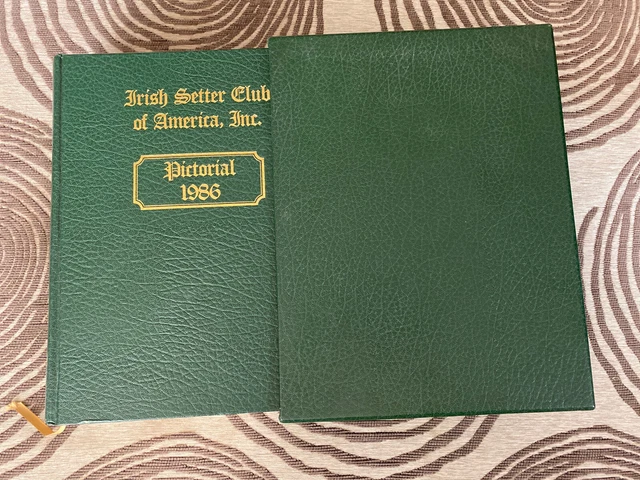 Irish Setter Club
of America, Inc.
Pictorial
1986